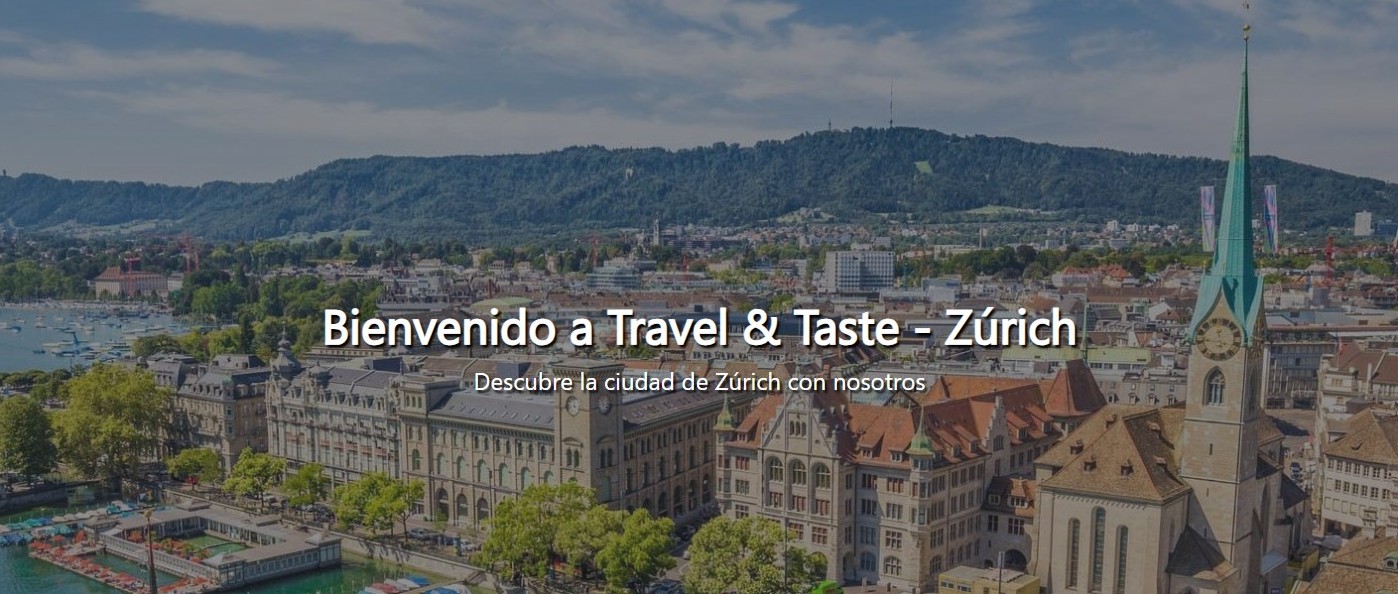 Bienvenido a Travel & Taste - Zúrich
Descubre la ciudad de Zúrich con nosotros